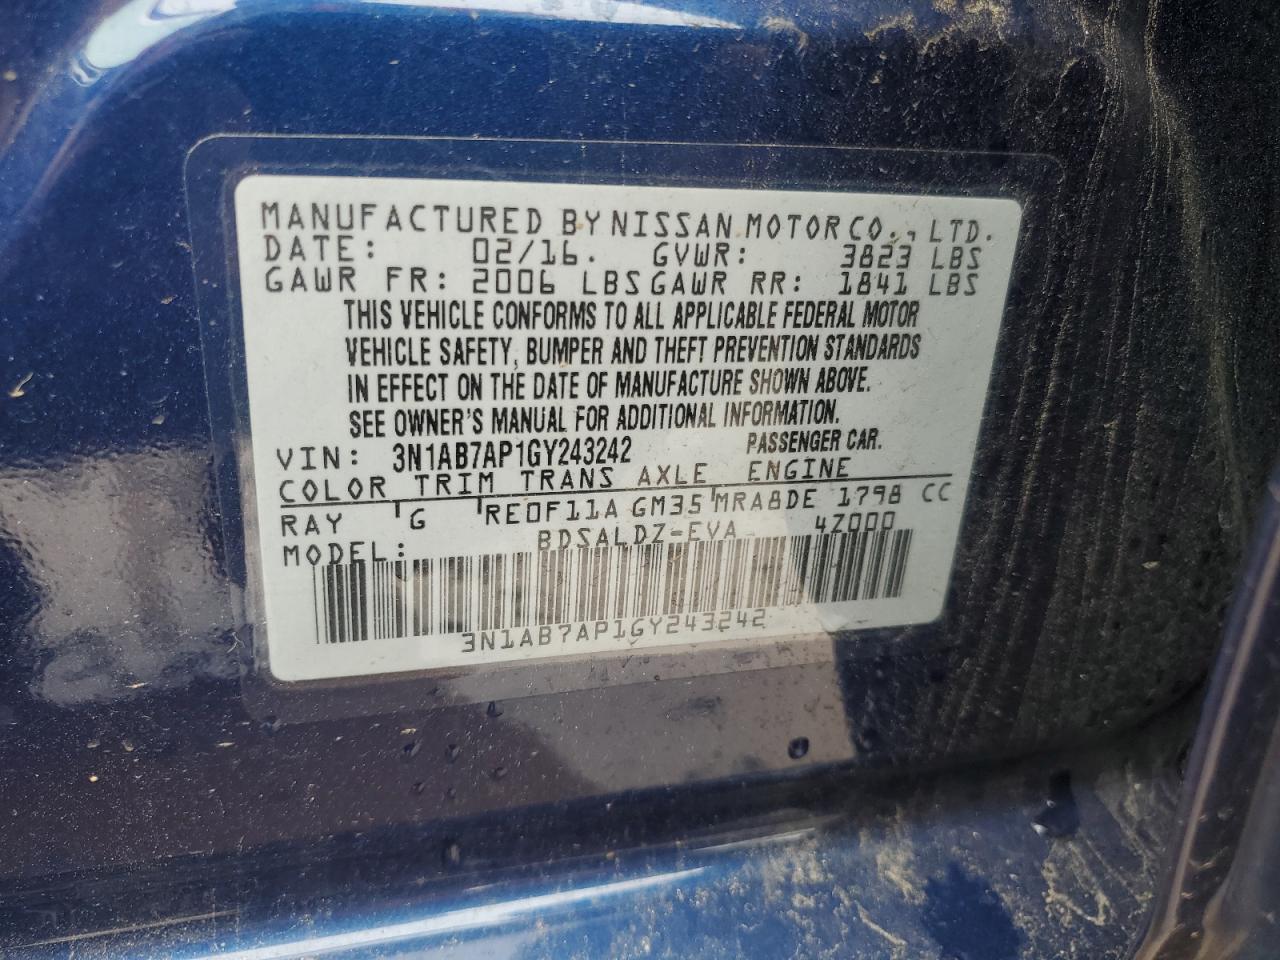 MANUFACTURED BY NISSAN MOTOR CO., LTD.
DATE: 02/16. GVWR: 3823 LBS
GAWR FR: 2006 LBS GAWR RR: 1841 LBS
THIS VEHICLE CONFORMS TO ALL APPLICABLE FEDERAL MOTOR
VEHICLE SAFETY, BUMPER AND THEFT PREVENTION STANDARDS
IN EFFECT ON THE DATE OF MANUFACTURE SHOWN ABOVE.
SEE OWNER'S MANUAL FOR ADDITIONAL INFORMATION.
VIN: 3N1AB7AP1GY243242 PASSENGER CAR.
COLOR TRIM TRANS AXLE ENGINE
RAY G RE0F11A GM35 MRA8DE 1798 CC
MODEL: BDSALDZ-EVA 4Z000
3N1AB7AP1GY243242